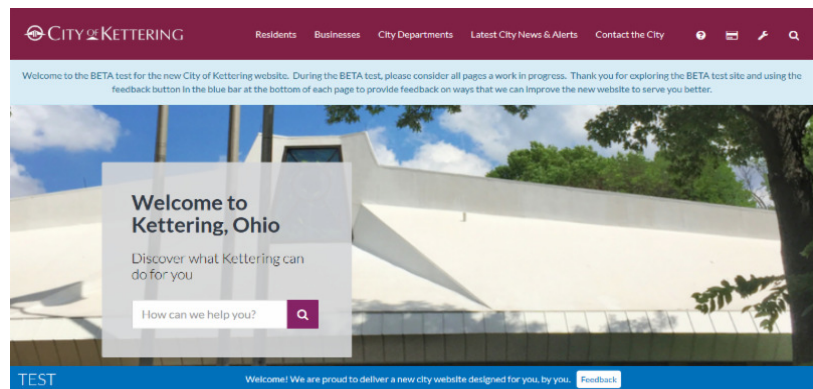 CITY OF KETTERING
Residents Businesses City Departments Latest City News & Alerts Contact the City
Welcome to the BETA test for the new City of Kettering website. During the BETA test, please consider all pages a work in progress. Thank you for exploring the BETA test site and using the
feedback button in the blue bar at the bottom of each page to provide feedback on ways that we can improve the new website to serve you better.
Welcome to
Kettering, Ohio
Discover what Kettering can
do for you
How can we help you?
TEST Welcome! We are proud to deliver a new city website designed for you, by you. Feedback